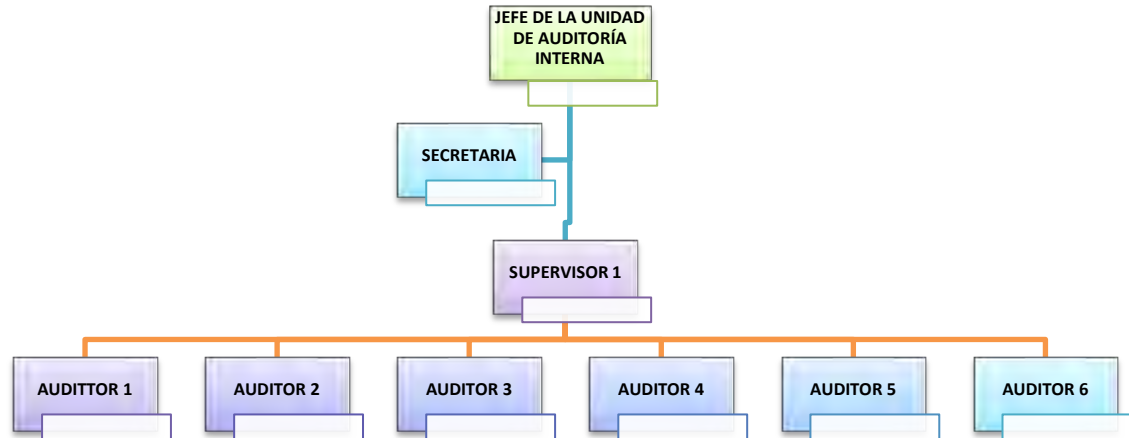 JEFE DE LA UNIDAD
DE AUDITORÍA
INTERNA
SECRETARIA
SUPERVISOR 1
AUDITTOR 1
AUDITOR 2
AUDITOR 3
AUDITOR 4
AUDITOR 5
AUDITOR 6